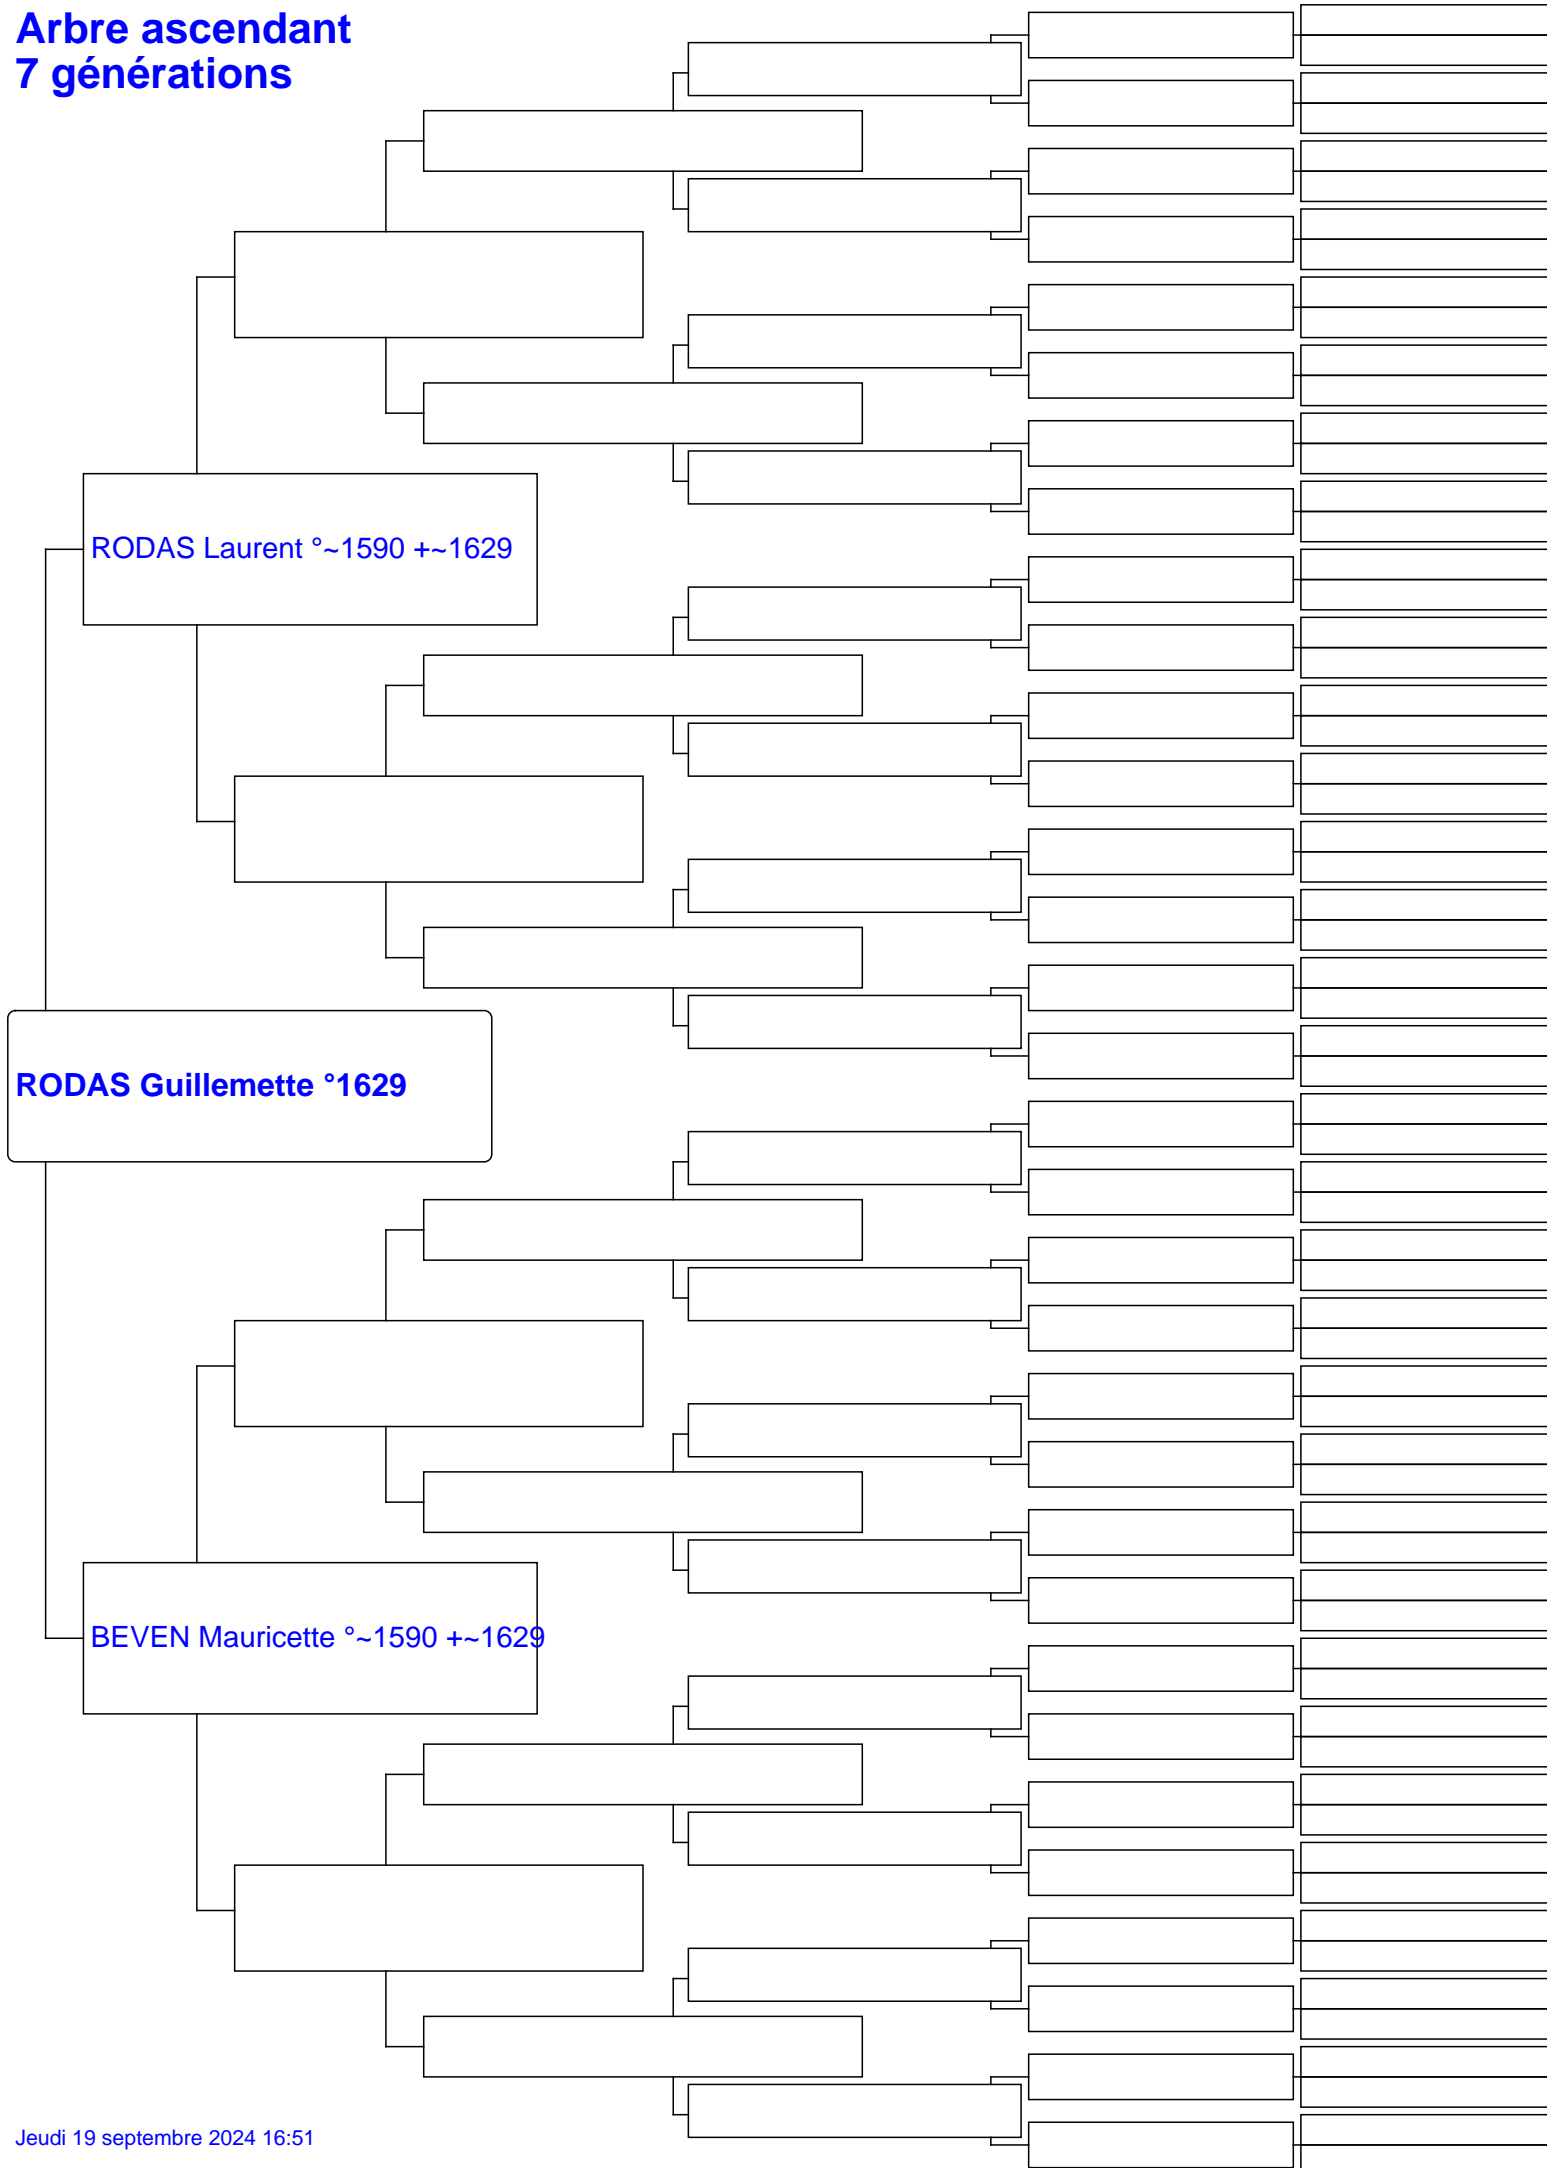 Arbre ascendant
7 générations
RODAS Laurent °~1590 +~1629
RODAS Guillemette °1629
BEVEN Mauricette °~1590 +~1629
Jeudi 19 septembre 2024 16:51